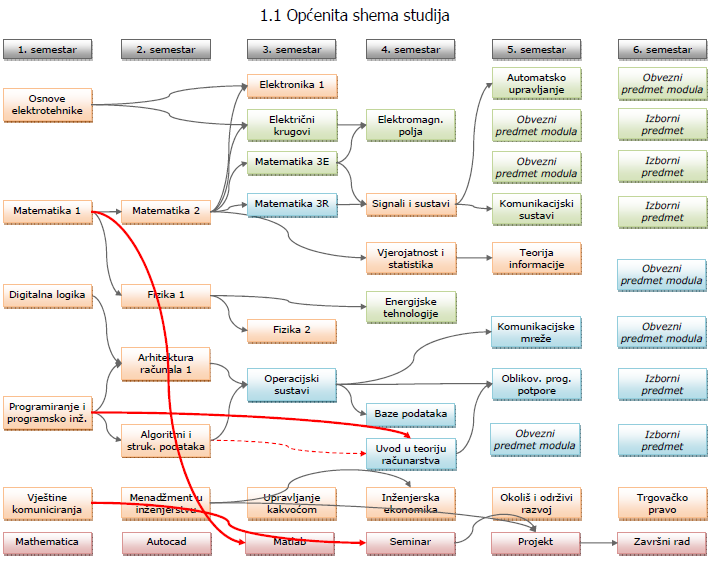 1.1 Općenita shema studija
1. semestar
2. semestar
3. semestar
4. semestar
5. semestar
6. semestar
Osnove
elektrotehnike
Matematika 1
Digitalna logika
Programiranje i
programsko inž.
Vještine
komuniciranja
Mathematica
Matematika 2
Fizika 1
Arhitektura
računala 1
Algoritmi i
struk. podataka
Menadžment u
inženjerstvu
Autocad
Elektronika 1
Električni
krugovi
Matematika 3E
Matematika 3R
Fizika 2
Operacijski
sustavi
Upravljanje
kakvoćom
Matlab
Elektromagn.
polja
Signali i sustavi
Vjerojatnost i
statistika
Energijske
tehnologije
Baze podataka
Uvod u teoriju
računarstva
Inženjerska
ekonomika
Seminar
Automatsko
upravljanje
Obvezni
predmet modula
Obvezni
predmet modula
Komunikacijski
sustavi
Teorija
informacije
Komunikacijske
mreže
Oblikov. prog.
potpore
Obvezni
predmet modula
Okoliš i održivi
razvoj
Projekt
Obvezni
predmet modula
Izborni
predmet
Izborni
predmet
Izborni
predmet
Obvezni
predmet modula
Obvezni
predmet modula
Izborni
predmet
Izborni
predmet
Trgovačko
pravo
Završni rad